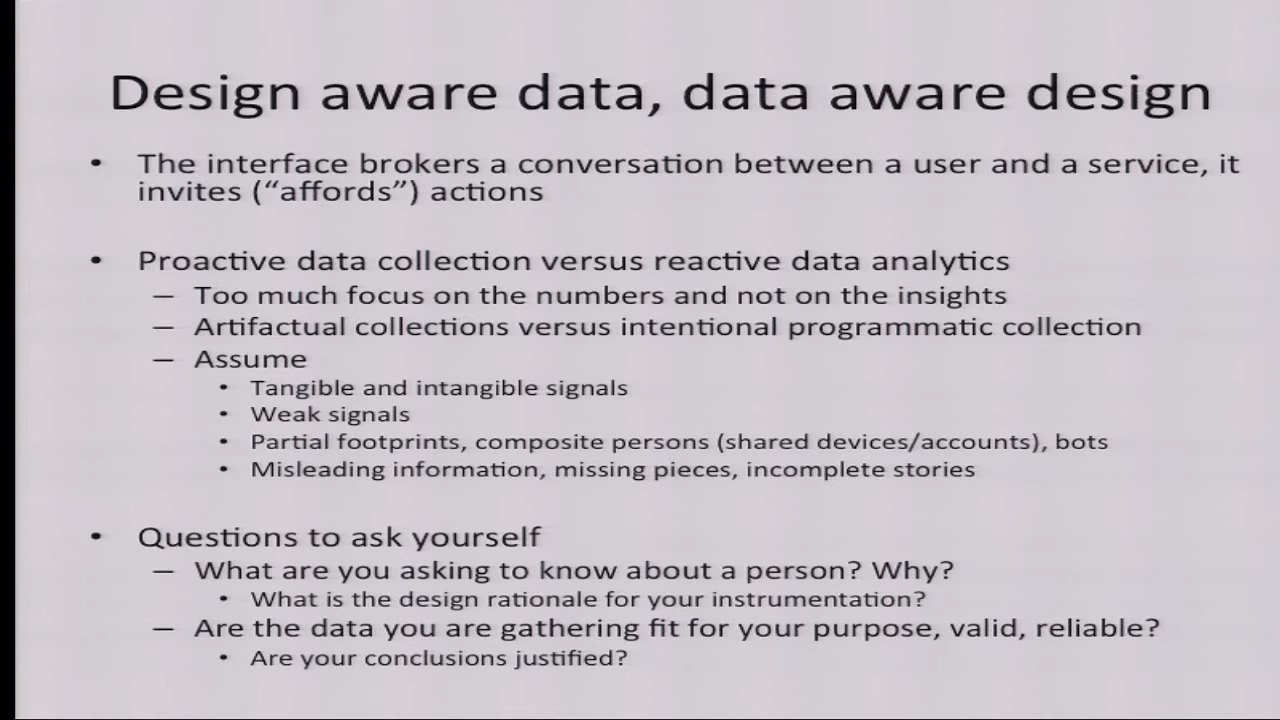 Design aware data, data aware design
• The interface brokers a conversation between a user and a service, it
invites (“affords”) actions
• Proactive data collection versus reactive data analytics
– Too much focus on the numbers and not on the insights
– Artifactual collections versus intentional programmatic collection
– Assume
• Tangible and intangible signals
• Weak signals
• Partial footprints, composite persons (shared devices/accounts), bots
• Misleading information, missing pieces, incomplete stories
• Questions to ask yourself
– What are you asking to know about a person? Why?
• What is the design rationale for your instrumentation?
– Are the data you are gathering fit for your purpose, valid, reliable?
• Are your conclusions justified?